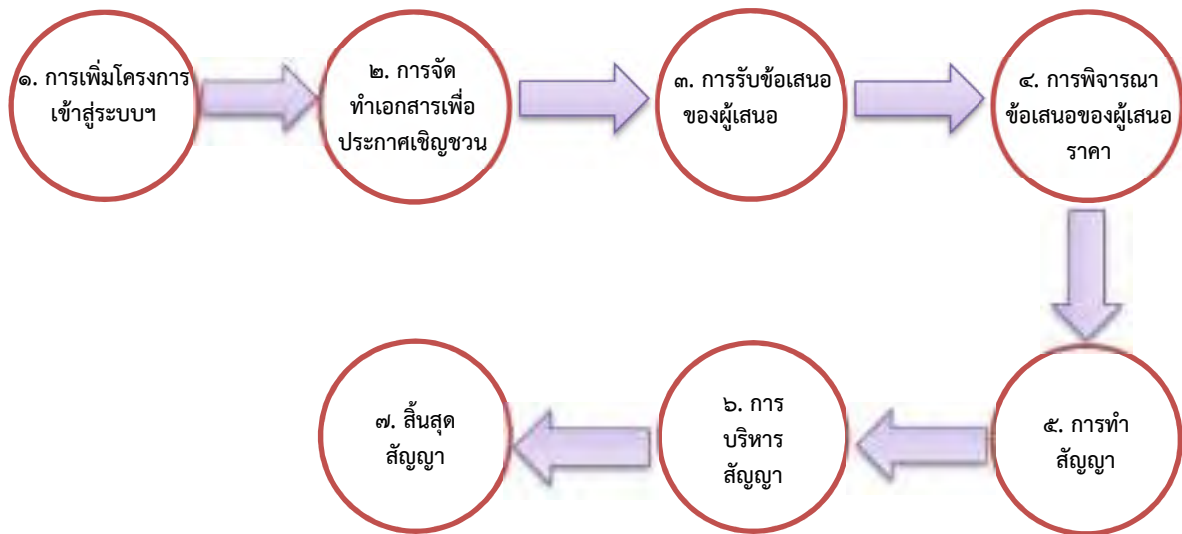 ๑. การเพิ่มโครงการ
เข้าสู่ระบบฯ
๒. การจัด
ทำเอกสารเพื่อ
ประกาศเชิญชวน
๓. การรับข้อเสนอ
ของผู้เสนอ
๔. การพิจารณา
ข้อเสนอของผู้เสนอ
ราคา
๕. การทำ
สัญญา
๖. การ
บริหาร
สัญญา
๗. สิ้นสุด
สัญญา